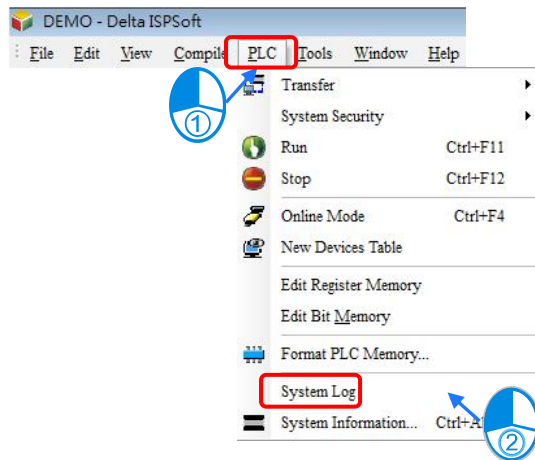 DEMO - Delta ISPSoft
File Edit View Compile PLC Tools Window Help
①
Transfer
System Security
Run Ctrl+F11
Stop Ctrl+F12
Online Mode Ctrl+F4
New Devices Table
Edit Register Memory
Edit Bit Memory
Format PLC Memory...
System Log
System Information... Ctrl+A
②